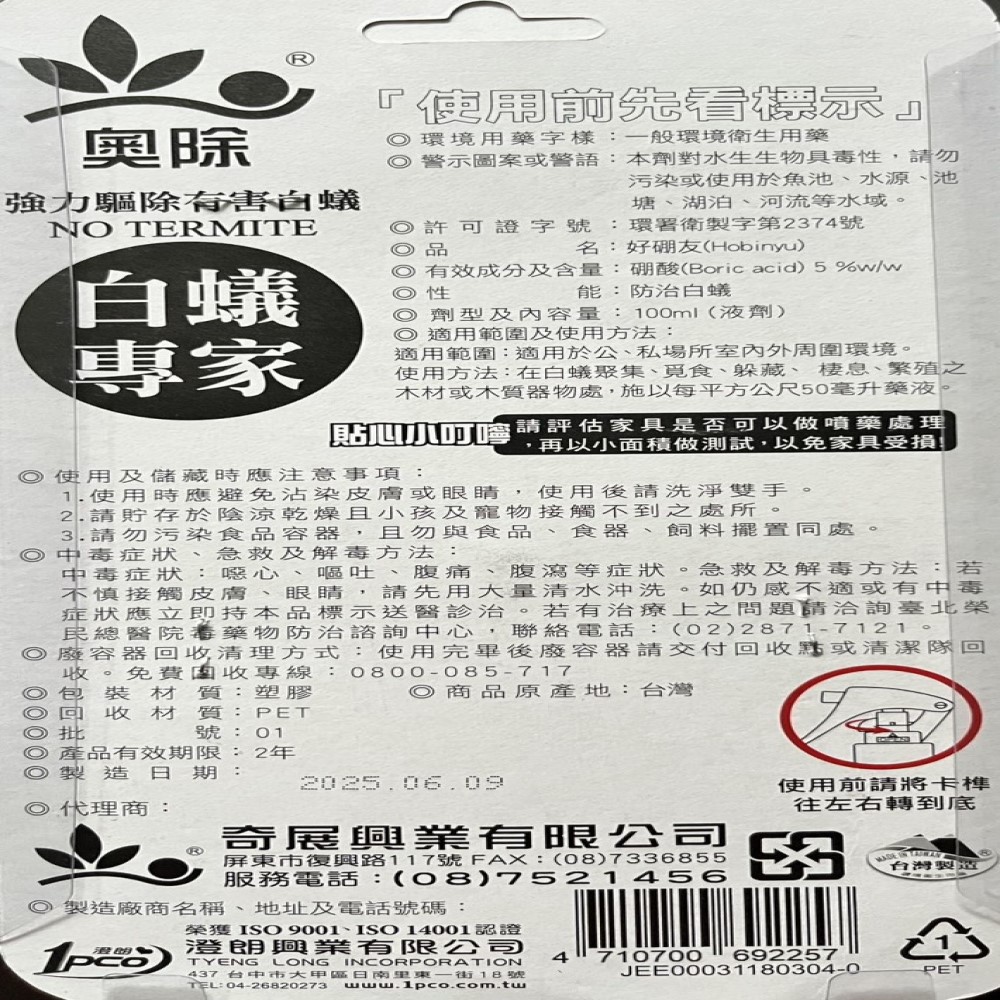 ®
奧除
強力驅除有害白蟻
NO TERMITE
白蟻
專家
「使用前先看標示」
◎ 環境用藥字樣：一般環境衛生用藥
◎ 警示圖案或警語：本劑對水生生物具毒性，請勿
污染或使用於魚池、水源、池
塘、湖泊、河流等水域。
◎ 許可證字號：環署衛製字第2374號
◎ 品名：好硼友(Hobinyu)
◎ 有效成分及含量：硼酸(Boric acid) 5 %w/w
◎ 性能：防治白蟻
◎ 劑型及內容量：100ml（液劑）
◎ 適用範圍及使用方法：
適用範圍：適用於公、私場所室內外周圍環境。
使用方法：在白蟻聚集、覓食、躲藏、 棲息、繁殖之
木材或木質器物處，施以每平方公尺50毫升藥液。
貼心小叮嚀
請評估家具是否可以做噴藥處理
，再以小面積做測試，以免家具受損!
◎ 使用及儲藏時應注意事項：
1.使用時應避免沾染皮膚或眼睛，使用後請洗淨雙手。
2.請貯存於陰涼乾燥且小孩及寵物接觸不到之處所。
3.請勿污染食品容器，且勿與食品、食器、飼料擺置同處。
◎ 中毒症狀、急救及解毒方法：
中毒症狀：噁心、嘔吐、腹痛、腹瀉等症狀。急救及解毒方法：若
不慎接觸皮膚、眼睛，請先用大量清水沖洗。如仍感不適或有中毒
症狀應立即持本品標示送醫診治。若有治療上之問題請洽詢臺北榮
民總醫院毒藥物防治諮詢中心，聯絡電話：(02)2871-7121。
◎ 廢容器回收清理方式：使用完畢後廢容器請交付回收點或清潔隊回
收。免費回收專線：0800-085-717
◎ 包裝材質：塑膠 ◎ 商品原產地：台灣
◎ 回收材質：PET
◎ 批號：01
◎ 產品有效期限：2年
◎ 製造日期：2025.06.09
OPEN
使用前請將卡榫
往左右轉到底
◎ 代理商：
®
奇展興業有限公司
屏東市復興路117號 FAX：(08)7336855
服務電話：(08)7521456
MADE IN TAIWAN
台灣製造
◎ 製造廠商名稱、地址及電話號碼：
榮獲 ISO 9001、ISO 14001認證
澄朗
1pco
澄朗興業有限公司
TYENG LONG INCORPORATION
437 台中市大甲區日南里東一街18號
TEL:04-26820273 www.1pco.com.tw
4 710700 692257
JEE00031180304-0
1
PET